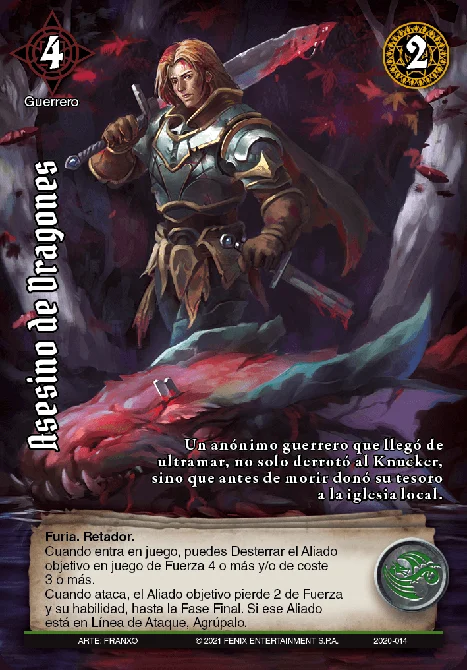 4
2
Guerrero
Asesino de Dragones
Un anónimo guerrero que llegó de
ultramar, no solo derrotó al Knucker,
sino que antes de morir donó su tesoro
a la iglesia local.
Furia. Retador.
Cuando entra en juego, puedes Desterrar el Aliado
objetivo en juego de Fuerza 4 o más y/o de coste
3 ó más.
Cuando ataca, el Aliado objetivo pierde 2 de Fuerza
y su habilidad, hasta la Fase Final. Si ese Aliado
está en Línea de Ataque, Agrúpalo.
ARTE: FRANXO
© 2021 FENIX ENTERTAINMENT S.P.A.
2020-014